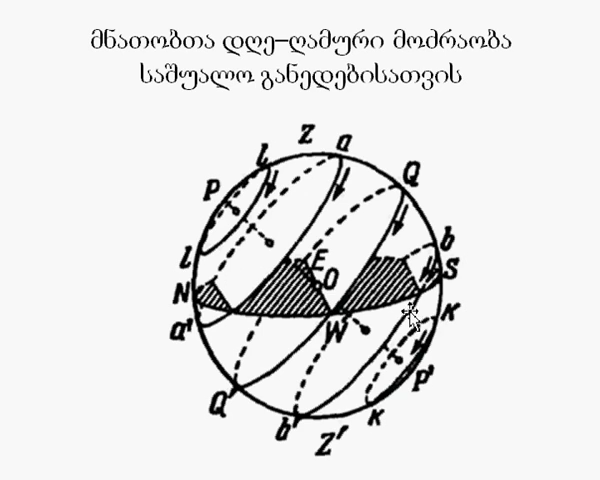 მნათობთა დღე–ღამური მოძრაობა
საშუალო განედებისათვის
Z a
l Q
P
b
l E S
N O
K
a' W
P'
Q'
b' K
Z'